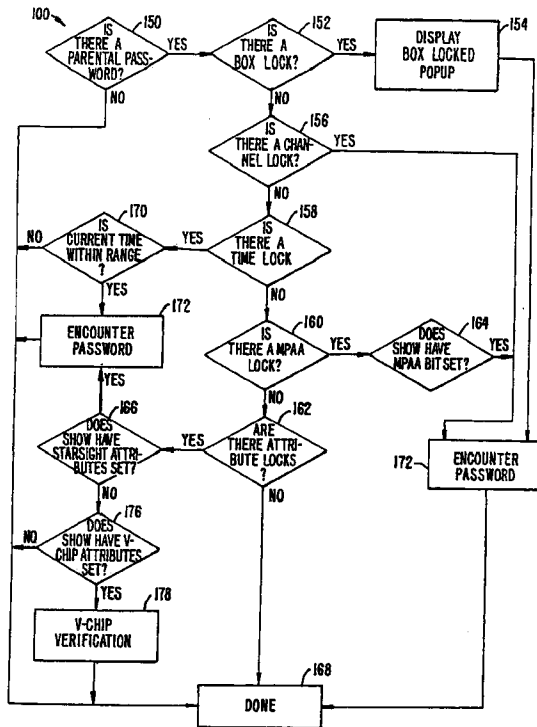 100
150
IS
THERE A
PARENTAL PASS-
WORD?
YES
NO
152
IS
THERE A
BOX LOCK?
YES
NO
154
DISPLAY
BOX LOCKED
POPUP
156
IS
THERE A CHAN-
NEL LOCK?
YES
NO
170
IS
CURRENT TIME
WITHIN RANGE
?
NO
YES
158
IS
THERE A
TIME LOCK
YES
NO
172
ENCOUNTER
PASSWORD
YES
160
IS
THERE A MPAA
LOCK?
YES
NO
164
DOES
SHOW HAVE
MPAA BIT SET?
YES
166
DOES
SHOW HAVE
STARSIGHT ATTRI-
BUTES SET?
NO
162
ARE
THERE ATTRI-
BUTE LOCKS
?
YES
NO
172
ENCOUNTER
PASSWORD
176
DOES
SHOW HAVE V-
CHIP ATTRIBUTES
SET?
NO
YES
178
V-CHIP
VERIFICATION
168
DONE